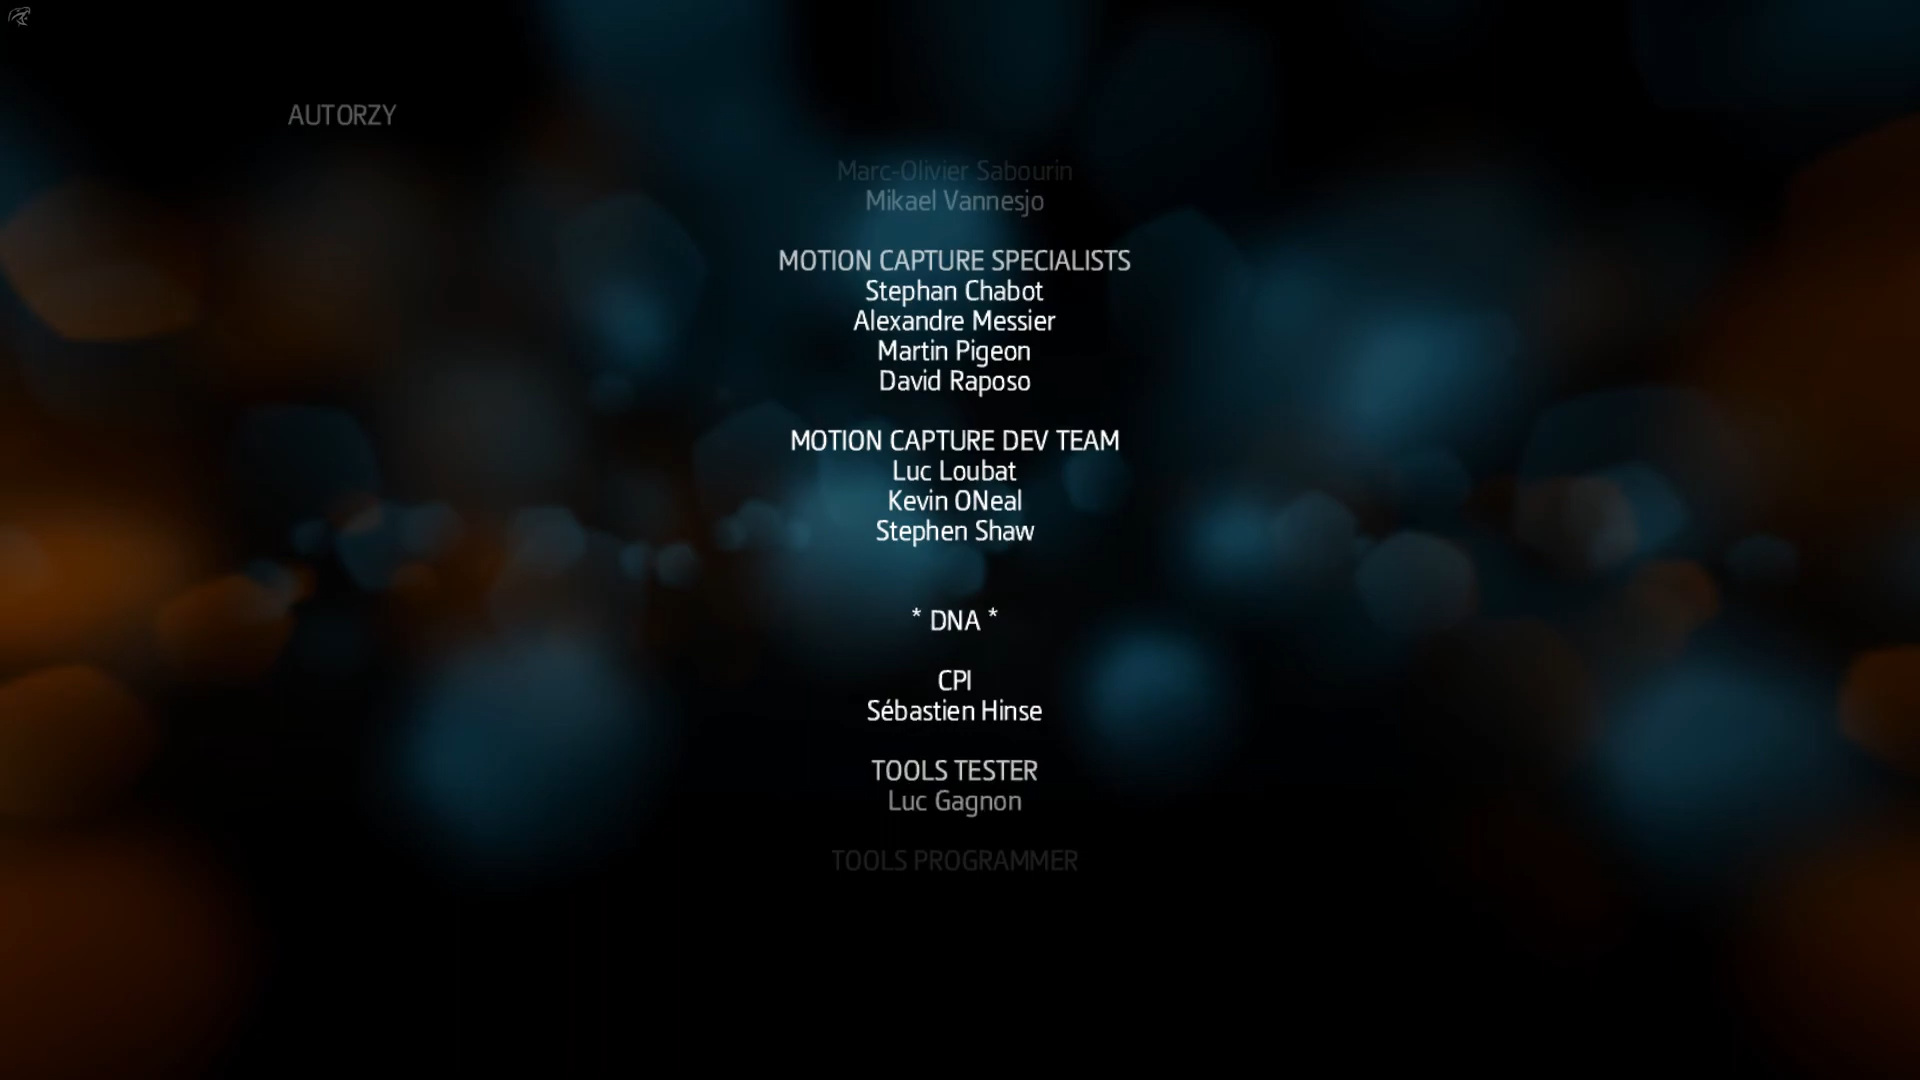 AUTORZY
Marc-Olivier Sabourin
Mikael Vannesjo
MOTION CAPTURE SPECIALISTS
Stephan Chabot
Alexandre Messier
Martin Pigeon
David Raposo
MOTION CAPTURE DEV TEAM
Luc Loubat
Kevin ONeal
Stephen Shaw
* DNA *
CPI
Sébastien Hinse
TOOLS TESTER
Luc Gagnon
TOOLS PROGRAMMER